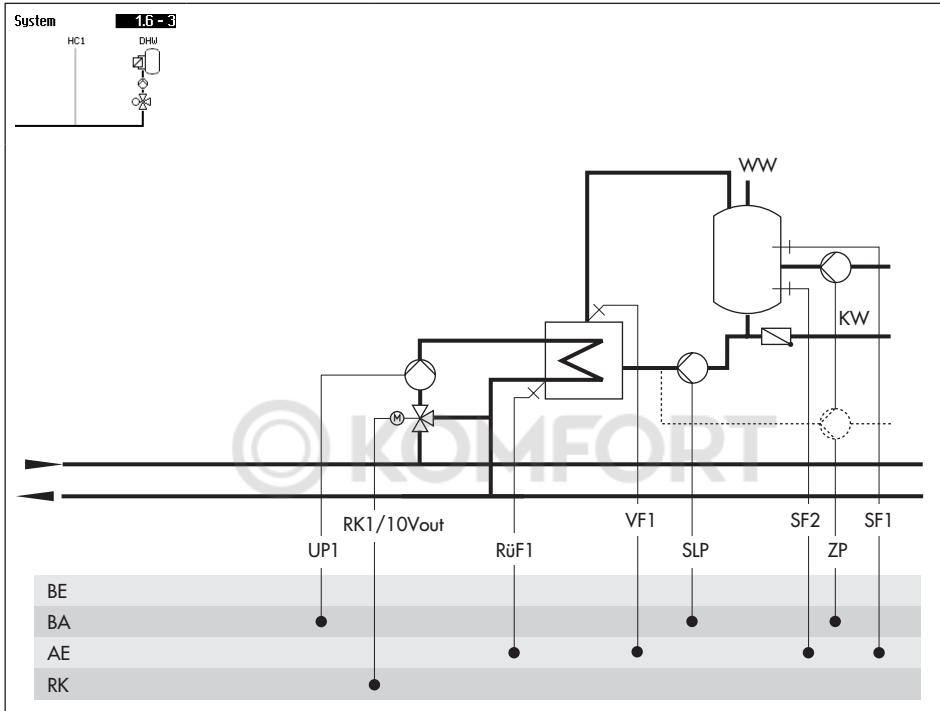 System 1.6 - 3
HC1 DHW
WW
KW
M
KOMFORT
RK1/10Vout VF1 SF2 SF1
UP1 RüF1 SLP ZP
BE
BA
AE
RK